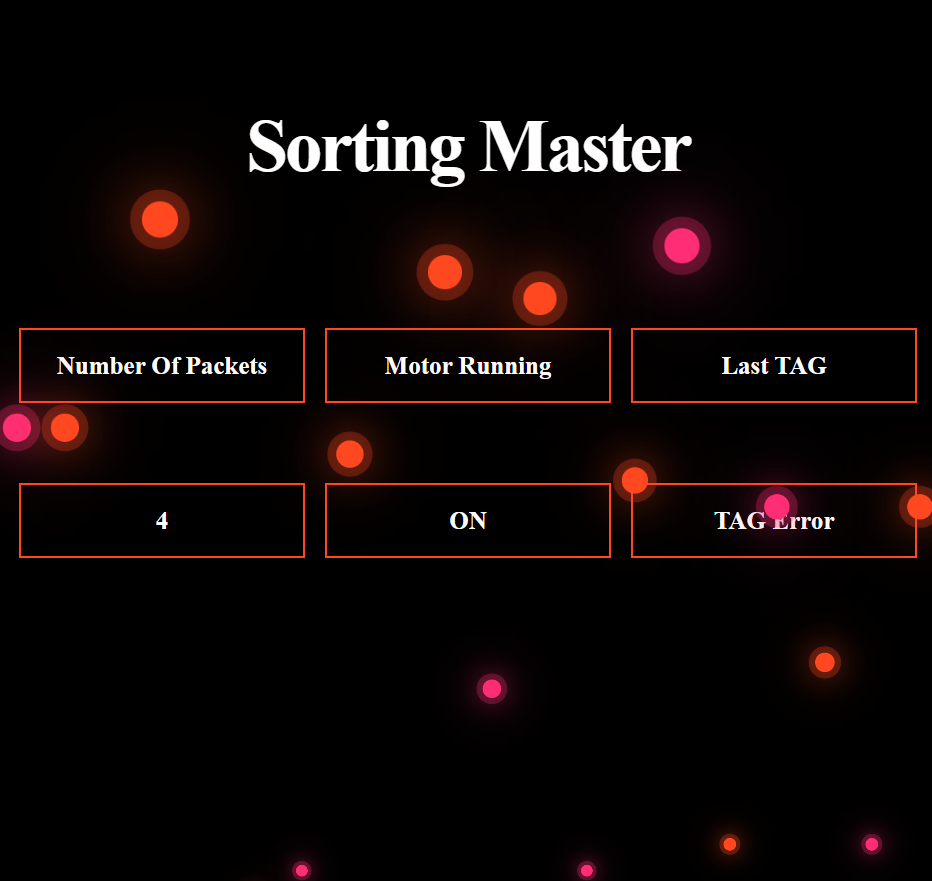 Sorting Master
Number Of Packets
Motor Running
Last TAG
4
ON
TAG Error